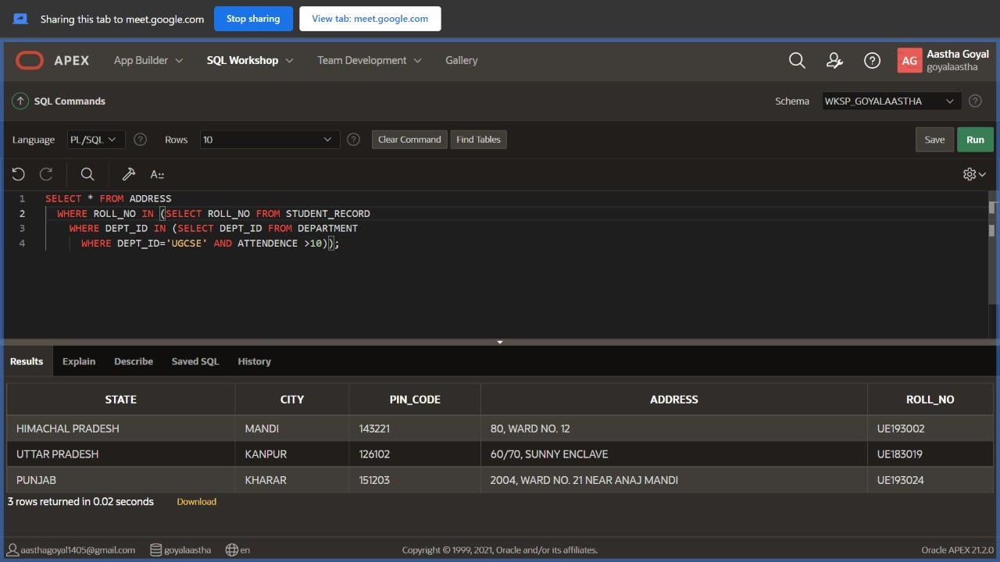 Sharing this tab to meet.google.com Stop sharing View tab: meet.google.com
APEX App Builder SQL Workshop Team Development Gallery AG Aastha Goyal
goyalaastha
SQL Commands Schema WKSP_GOYALAASTHA
Language PL/SQL Rows 10 Clear Command Find Tables Save Run
A::
1 SELECT * FROM ADDRESS
2 WHERE ROLL_NO IN (SELECT ROLL_NO FROM STUDENT_RECORD
3 WHERE DEPT_ID IN (SELECT DEPT_ID FROM DEPARTMENT
4 WHERE DEPT_ID='UGCSE' AND ATTENDENCE >10));
Results Explain Describe Saved SQL History
STATE CITY PIN_CODE ADDRESS ROLL_NO
HIMACHAL PRADESH MANDI 143221 80, WARD NO. 12 UE193002
UTTAR PRADESH KANPUR 126102 60/70, SUNNY ENCLAVE UE183019
PUNJAB KHARAR 151203 2004, WARD NO. 21 NEAR ANAJ MANDI UE193024
3 rows returned in 0.02 seconds Download
aasthagoyal1405@gmail.com goyalaastha en Copyright © 1999, 2021, Oracle and/or its affiliates. Oracle APEX 21.2.0